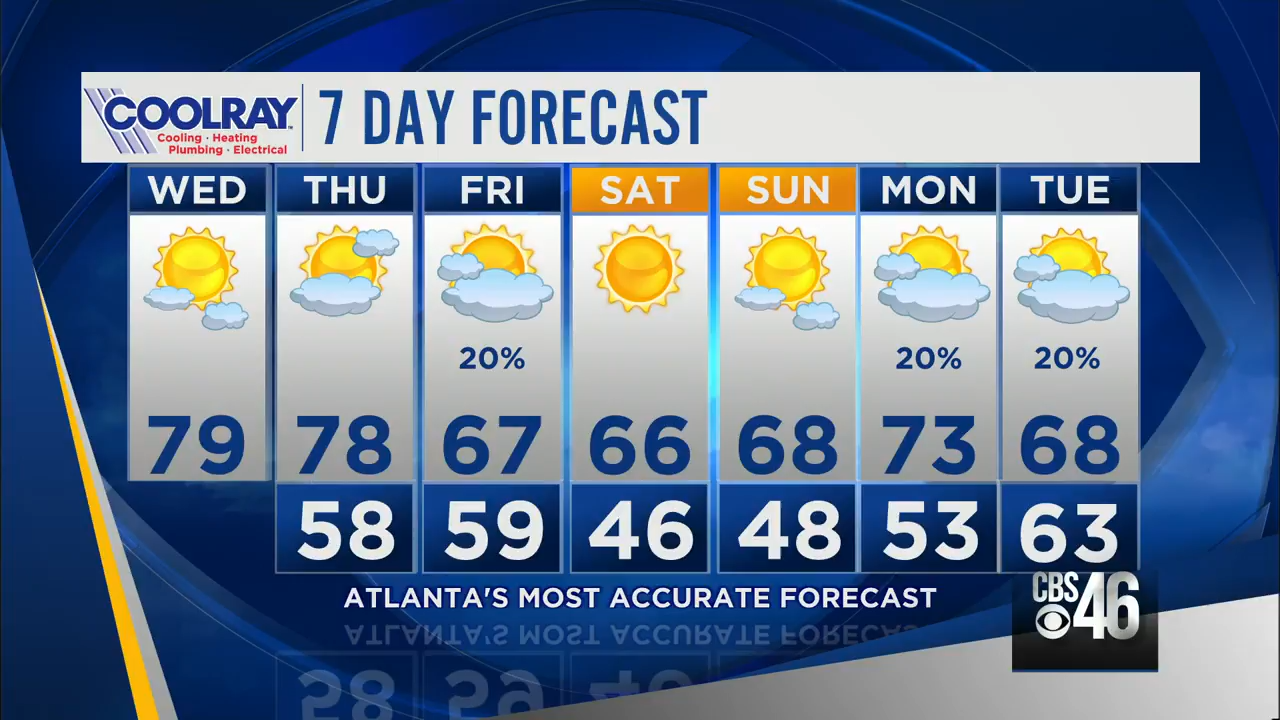 COOLRAY
Cooling · Heating
Plumbing · Electrical
7 DAY FORECAST
WED THU FRI SAT SUN MON TUE
20% 20% 20%
79 78 67 66 68 73 68
58 59 46 48 53 63
ATLANTA'S MOST ACCURATE FORECAST
CBS 46